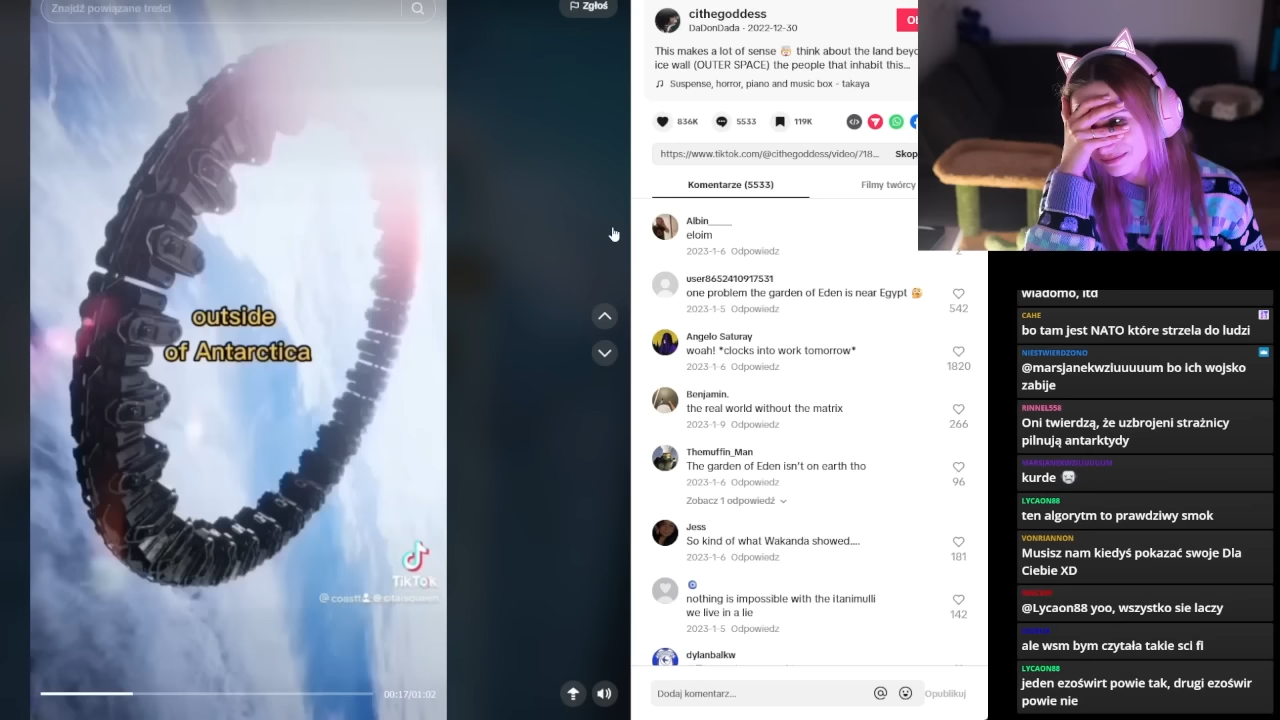 Znajdź powiązane treści
Zgłoś
outside
of Antarctica
TikTok
00:17/01:02
cithegoddess
DaDonDada · 2022-12-30
This makes a lot of sense 🤯 think about the land beyo
ice wall (OUTER SPACE) the people that inhabit this...
♫ Suspense, horror, piano and music box - takaya
836K 5533 119K
https://www.tiktok.com/@cithegoddess/video/718...
Skop
Komentarze (5533)
Filmy twórcy
Albin_____
eloim
2023-1-6 Odpowiedz
user8652410917531
one problem the garden of Eden is near Egypt
2023-1-5 Odpowiedz
542
Angelo Saturay
woah! *clocks into work tomorrow*
2023-1-6 Odpowiedz
1820
Benjamin.
the real world without the matrix
2023-1-9 Odpowiedz
266
Themuffin_Man
The garden of Eden isn't on earth tho
2023-1-6 Odpowiedz
96
Zobacz 1 odpowiedź
Jess
So kind of what Wakanda showed....
2023-1-6 Odpowiedz
181
nothing is impossible with the itanimulli
we live in a lie
2023-1-5 Odpowiedz
142
dylanbalkw
Dodaj komentarz...
Opublikuj
wiadomo, itd
CAHE
bo tam jest NATO które strzela do ludzi
NIESTWIERDZONO
@marsjanekwziuuuuum bo ich wojsko
zabije
RINNEL558
Oni twierdzą, że uzbrojeni strażnicy
pilnują antarktydy
MARSJANEKWZIUUUUUM
kurde
LYCAON88
ten algorytm to prawdziwy smok
VONRIANNON
Musisz nam kiedyś pokazać swoje Dla
Ciebie XD
@Lycaon88 yoo, wszystko sie laczy
ale wsm bym czytała takie sci fi
LYCAON88
jeden ezoświrt powie tak, drugi ezoświr
powie nie